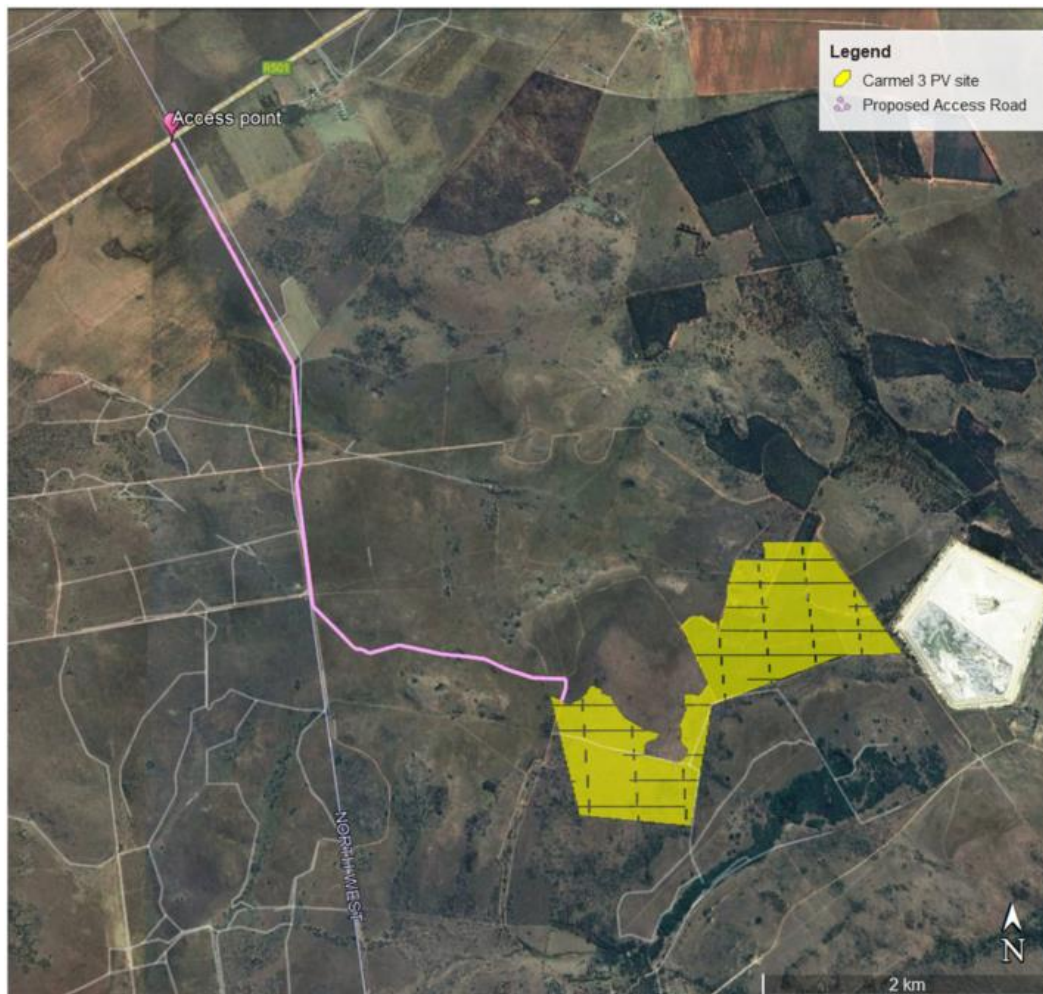 Legend
Carmel 3 PV site
Proposed Access Road
R501
Access point
NORTH WEST
N
2 km